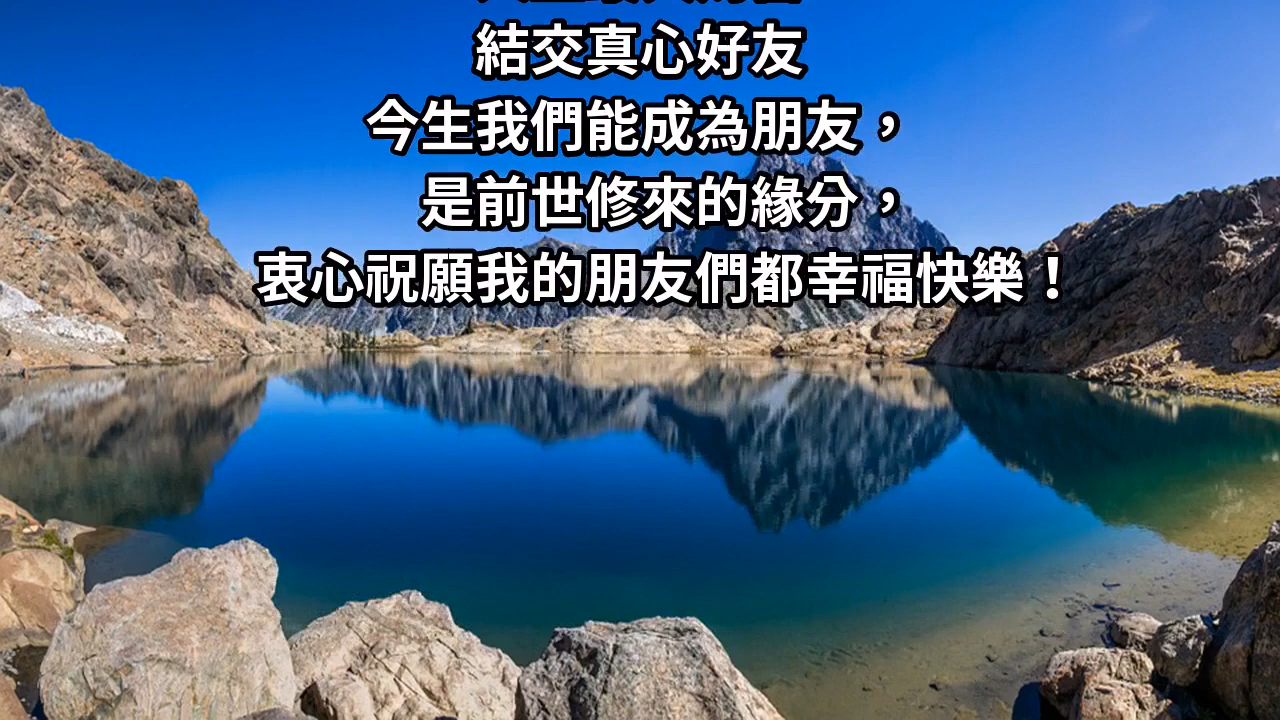 結交真心好友
今生我們能成為朋友，
是前世修來的緣分，
衷心祝願我的朋友們都幸福快樂！